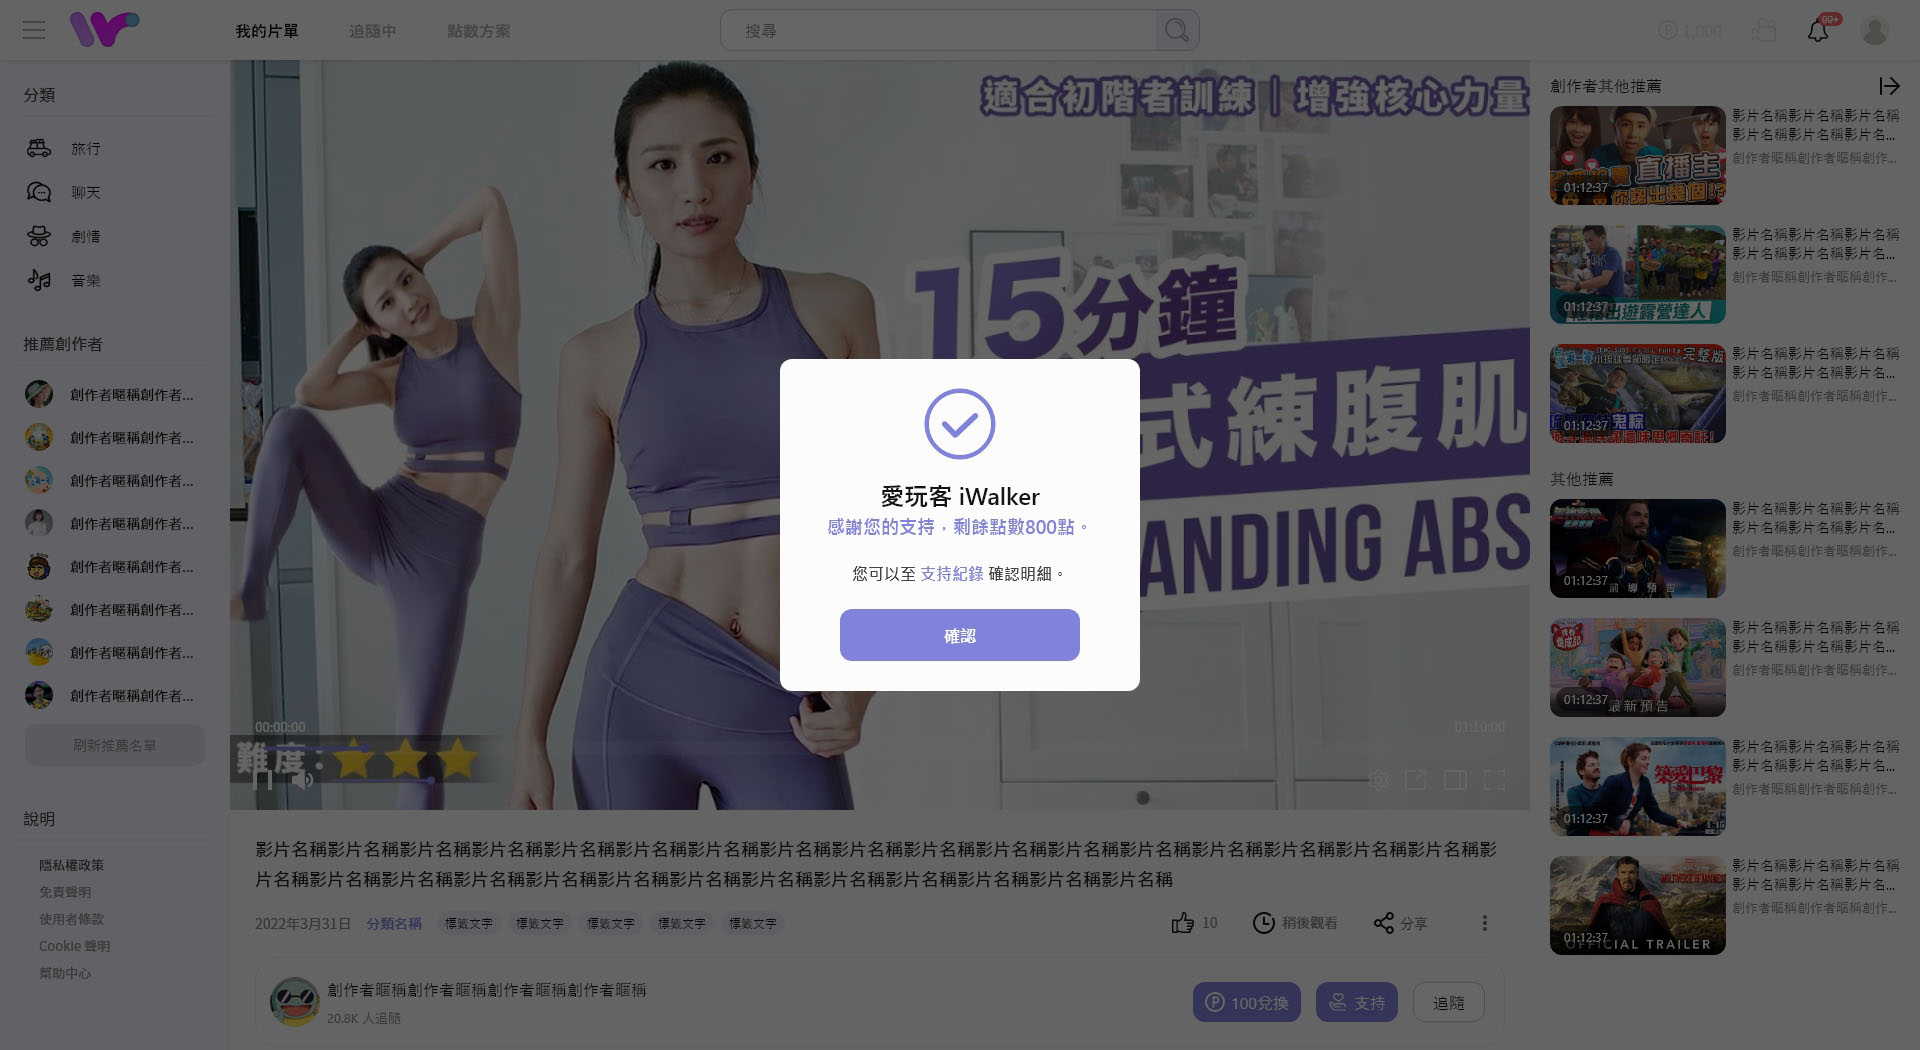 我的片單
追隨中
點數方案
搜尋
1,000
99+
分類
旅行
聊天
劇情
音樂
推薦創作者
創作者暱稱創作者...
創作者暱稱創作者...
創作者暱稱創作者...
創作者暱稱創作者...
創作者暱稱創作者...
創作者暱稱創作者...
創作者暱稱創作者...
創作者暱稱創作者...
刷新推薦名單
說明
隱私權政策
免責聲明
使用者條款
Cookie 聲明
幫助中心
適合初階者訓練｜增強核心力量
15分鐘
式練腹肌
ANDING ABS
愛玩客 iWalker
感謝您的支持，剩餘點數800點。
您可以至 支持紀錄 確認明細。
確認
00:00:00
01:10:00
難度：
影片名稱影片名稱影片名稱影片名稱影片名稱影片名稱影片名稱影片名稱影片名稱影片名稱影片名稱影片名稱影片名稱影片名稱影片名稱影片名稱影片名稱影
片名稱影片名稱影片名稱影片名稱影片名稱影片名稱影片名稱影片名稱影片名稱影片名稱影片名稱影片名稱影片名稱
2022年3月31日
分類名稱
標籤文字
標籤文字
標籤文字
標籤文字
標籤文字
10
稍後觀看
分享
創作者暱稱創作者暱稱創作者暱稱創作者暱稱
20.8K 人追隨
100兌換
支持
追隨
創作者其他推薦
直播主
你認出幾個!?
01:12:37
影片名稱影片名稱影片名稱
影片名稱影片名稱影片名...
創作者暱稱創作者暱稱創作...
出遊露營達人
01:12:37
影片名稱影片名稱影片名稱
影片名稱影片名稱影片名...
創作者暱稱創作者暱稱創作...
完整版
鬼粽
01:12:37
影片名稱影片名稱影片名稱
影片名稱影片名稱影片名...
創作者暱稱創作者暱稱創作...
其他推薦
01:12:37
前導預告
影片名稱影片名稱影片名稱
影片名稱影片名稱影片名...
創作者暱稱創作者暱稱創作...
01:12:37
最新預告
影片名稱影片名稱影片名稱
影片名稱影片名稱影片名...
創作者暱稱創作者暱稱創作...
築愛巴黎
01:12:37
影片名稱影片名稱影片名稱
影片名稱影片名稱影片名...
創作者暱稱創作者暱稱創作...
MULTIVERSE OF MADNESS
01:12:37
OFFICIAL TRAILER
影片名稱影片名稱影片名稱
影片名稱影片名稱影片名...
創作者暱稱創作者暱稱創作...